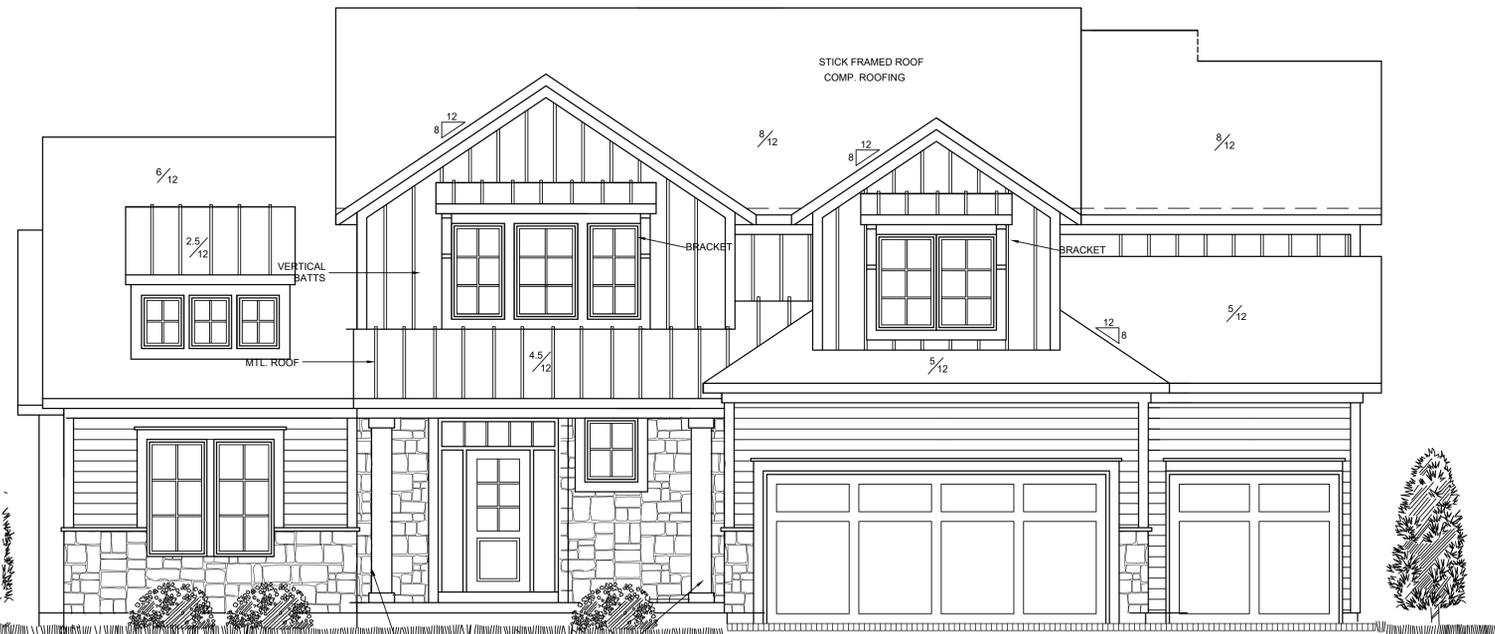 STICK FRAMED ROOF
COMP. ROOFING
12
8
8/12
12
8
8/12
6/12
2.5/12
BRACKET
BRACKET
VERTICAL
BATTS
5/12
12
8
MTL. ROOF
4.5/12
5/12